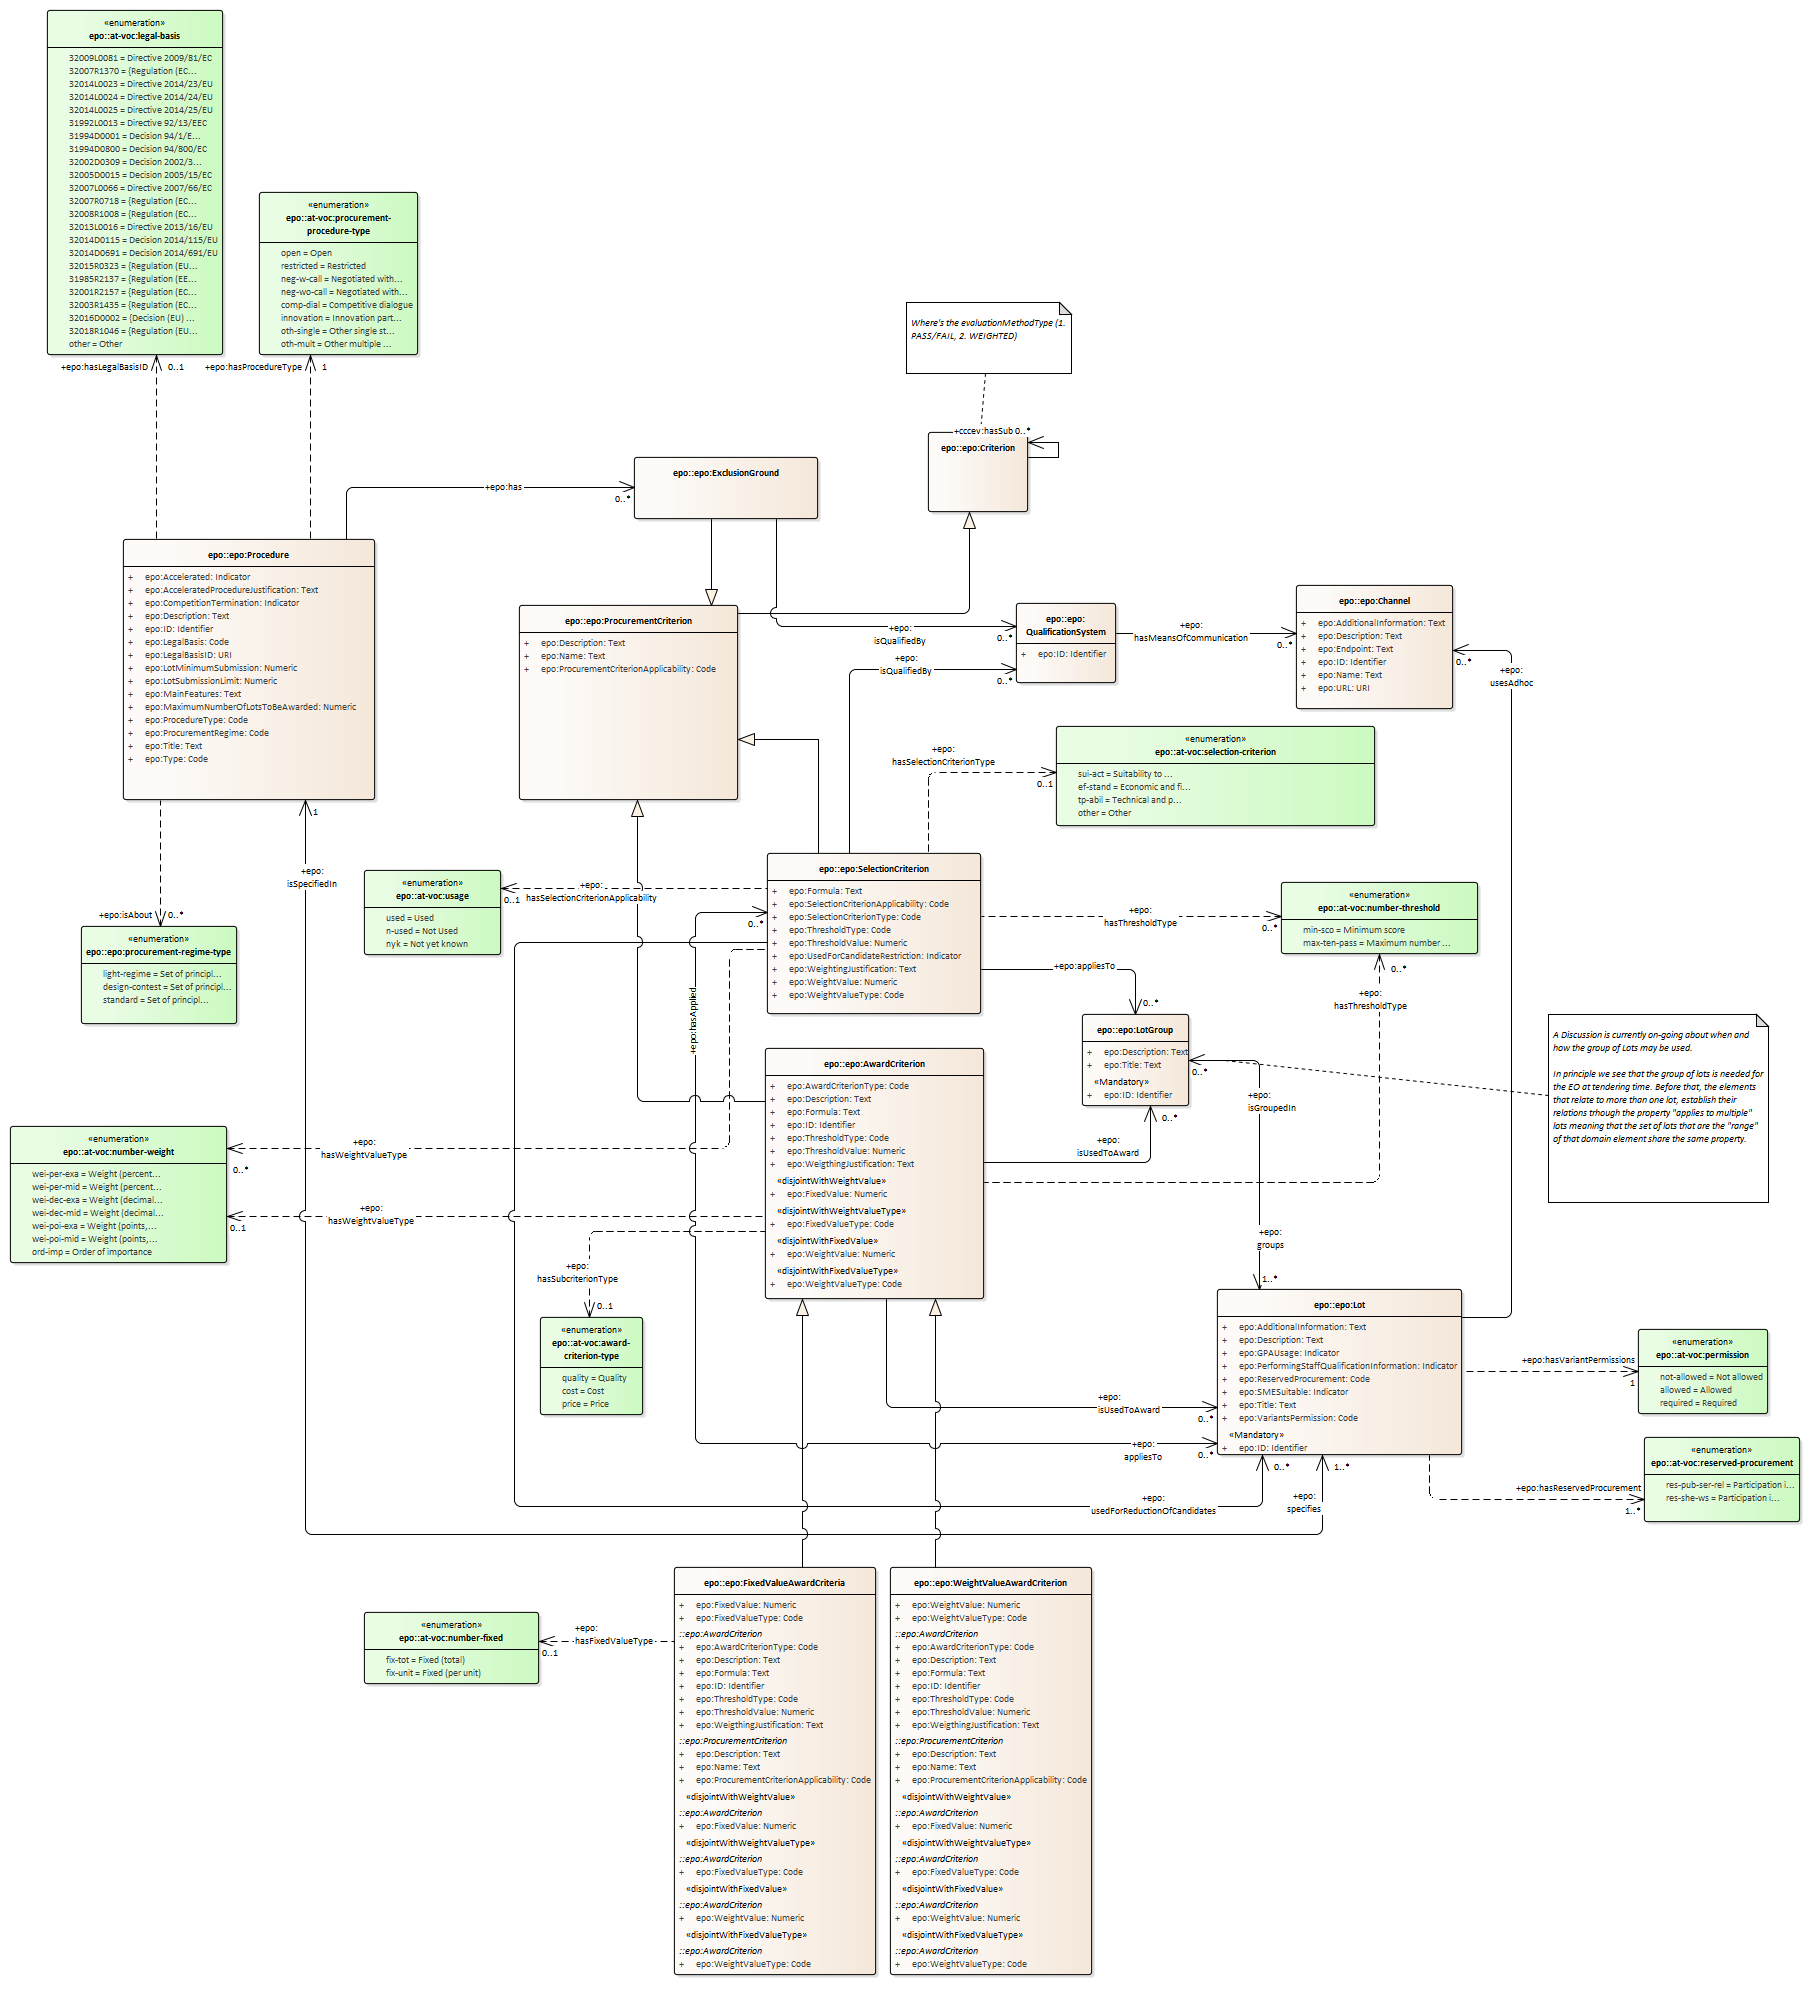 «enumeration»
epo::at-voc:legal-basis
32009L0081 = Directive 2009/81/EC
32007R1370 = {Regulation (EC...
32014L0023 = Directive 2014/23/EU
32014L0024 = Directive 2014/24/EU
32014L0025 = Directive 2014/25/EU
31992L0013 = Directive 92/13/EEC
31994D0001 = Decision 94/1/E...
31994D0800 = Decision 94/800/EC
32002D0309 = Decision 2002/3...
32005D0015 = Decision 2005/15/EC
32007L0066 = Directive 2007/66/EC
32007R0718 = {Regulation (EC...
32008R1008 = {Regulation (EC...
32013L0016 = Directive 2013/16/EU
32014D0115 = Decision 2014/115/EU
32014D0691 = Decision 2014/691/EU
32015R0323 = {Regulation (EU...
31985R2137 = {Regulation (EE...
32001R2157 = {Regulation (EC...
32003R1435 = {Regulation (EC...
32016D0002 = {Decision (EU) ...
32018R1046 = {Regulation (EU...
other = Other
«enumeration»
epo::at-voc:procurement-
procedure-type
open = Open
restricted = Restricted
neg-w-call = Negotiated with...
neg-wo-call = Negotiated with...
comp-dial = Competitive dialogue
innovation = Innovation part...
oth-single = Other single st...
oth-mult = Other multiple ...
+epo:hasLegalBasisID
0..1
+epo:hasProcedureType
1
Where's the evaluationMethodType (1.
PASS/FAIL, 2. WEIGHTED)
+cccev:hasSub 0..*
epo::epo:Criterion
epo::epo:ExclusionGround
+epo:has
0..*
epo::epo:Procedure
+ epo:Accelerated: Indicator
+ epo:AcceleratedProcedureJustification: Text
+ epo:CompetitionTermination: Indicator
+ epo:Description: Text
+ epo:ID: Identifier
+ epo:LegalBasis: Code
+ epo:LegalBasisID: URI
+ epo:LotMinimumSubmission: Numeric
+ epo:LotSubmissionLimit: Numeric
+ epo:MainFeatures: Text
+ epo:MaximumNumberOfLotsToBeAwarded: Numeric
+ epo:ProcedureType: Code
+ epo:ProcurementRegime: Code
+ epo:Title: Text
+ epo:Type: Code
epo::epo:ProcurementCriterion
+ epo:Description: Text
+ epo:Name: Text
+ epo:ProcurementCriterionApplicability: Code
+epo:
isQualifiedBy
0..*
+epo:
isQualifiedBy
0..*
epo::epo:
QualificationSystem
+ epo:ID: Identifier
+epo:
hasMeansOfCommunication
0..*
epo::epo:Channel
+ epo:AdditionalInformation: Text
+ epo:Description: Text
+ epo:Endpoint: Text
+ epo:ID: Identifier
+ epo:Name: Text
+ epo:URL: URI
0..*
+epo:
usesAdhoc
+epo:
hasSelectionCriterionType
0..1
«enumeration»
epo::at-voc:selection-criterion
sui-act = Suitability to ...
ef-stand = Economic and fi...
tp-abil = Technical and p...
other = Other
1
+epo:
isSpecifiedIn
+epo:isAbout
0..*
«enumeration»
epo::epo:procurement-regime-type
light-regime = Set of principl...
design-contest = Set of principl...
standard = Set of principl...
«enumeration»
epo::at-voc:usage
used = Used
n-used = Not Used
nyk = Not yet known
0..1
+epo:
hasSelectionCriterionApplicability
epo::epo:SelectionCriterion
+ epo:Formula: Text
+ epo:SelectionCriterionApplicability: Code
+ epo:SelectionCriterionType: Code
+ epo:ThresholdType: Code
+ epo:ThresholdValue: Numeric
+ epo:UsedForCandidateRestriction: Indicator
+ epo:WeightingJustification: Text
+ epo:WeightValue: Numeric
+ epo:WeightValueType: Code
0..*
+epo:hasApplied
+epo:
hasThresholdType
0..*
«enumeration»
epo::at-voc:number-threshold
min-sco = Minimum score
max-ten-pass = Maximum number ...
0..*
+epo:
hasThresholdType
+epo:appliesTo
0..*
epo::epo:LotGroup
+ epo:Description: Text
+ epo:Title: Text
«Mandatory»
+ epo:ID: Identifier
0..*
0..*
+epo:
isGroupedIn
A Discussion is currently on-going about when and
how the group of Lots may be used.
In principle we see that the group of lots is needed for
the EO at tendering time. Before that, the elements
that relate to more than one lot, establish their
relations trhough the property "applies to multiple"
lots meaning that the set of lots that are the "range"
of that domain element share the same property.
epo::epo:AwardCriterion
+ epo:AwardCriterionType: Code
+ epo:Description: Text
+ epo:Formula: Text
+ epo:ID: Identifier
+ epo:ThresholdType: Code
+ epo:ThresholdValue: Numeric
+ epo:WeigthingJustification: Text
«disjointWithWeightValue»
+ epo:FixedValue: Numeric
«disjointWithWeightValueType»
+ epo:FixedValueType: Code
«disjointWithFixedValue»
+ epo:WeightValue: Numeric
«disjointWithFixedValueType»
+ epo:WeightValueType: Code
+epo:
isUsedToAward
«enumeration»
epo::at-voc:number-weight
wei-per-exa = Weight (percent...
wei-per-mid = Weight (percent...
wei-dec-exa = Weight (decimal...
wei-dec-mid = Weight (decimal...
wei-poi-exa = Weight (points,...
wei-poi-mid = Weight (points,...
ord-imp = Order of importance
+epo:
hasWeightValueType
0..*
+epo:
hasWeightValueType
0..1
+epo:
hasSubcriterionType
0..1
«enumeration»
epo::at-voc:award-
criterion-type
quality = Quality
cost = Cost
price = Price
+epo:
groups
1..*
epo::epo:Lot
+ epo:AdditionalInformation: Text
+ epo:Description: Text
+ epo:GPAUsage: Indicator
+ epo:PerformingStaffQualificationInformation: Indicator
+ epo:ReservedProcurement: Code
+ epo:SMESuitable: Indicator
+ epo:Title: Text
+ epo:VariantsPermission: Code
«Mandatory»
+ epo:ID: Identifier
+epo:hasVariantPermissions
1
«enumeration»
epo::at-voc:permission
not-allowed = Not allowed
allowed = Allowed
required = Required
+epo:
isUsedToAward
0..*
+epo:
appliesTo
0..*
0..*
1..*
+epo:
usedForReductionOfCandidates
+epo:
specifies
+epo:hasReservedProcurement
1..*
«enumeration»
epo::at-voc:reserved-procurement
res-pub-ser-rel = Participation i...
res-she-ws = Participation i...
«enumeration»
epo::at-voc:number-fixed
fix-tot = Fixed (total)
fix-unit = Fixed (per unit)
+epo:
hasFixedValueType
0..1
epo::epo:FixedValueAwardCriteria
+ epo:FixedValue: Numeric
+ epo:FixedValueType: Code
::epo:AwardCriterion
+ epo:AwardCriterionType: Code
+ epo:Description: Text
+ epo:Formula: Text
+ epo:ID: Identifier
+ epo:ThresholdType: Code
+ epo:ThresholdValue: Numeric
+ epo:WeigthingJustification: Text
::epo:ProcurementCriterion
+ epo:Description: Text
+ epo:Name: Text
+ epo:ProcurementCriterionApplicability: Code
«disjointWithWeightValue»
::epo:AwardCriterion
+ epo:FixedValue: Numeric
«disjointWithWeightValueType»
::epo:AwardCriterion
+ epo:FixedValueType: Code
«disjointWithFixedValue»
::epo:AwardCriterion
+ epo:WeightValue: Numeric
«disjointWithFixedValueType»
::epo:AwardCriterion
+ epo:WeightValueType: Code
epo::epo:WeightValueAwardCriterion
+ epo:WeightValue: Numeric
+ epo:WeightValueType: Code
::epo:AwardCriterion
+ epo:AwardCriterionType: Code
+ epo:Description: Text
+ epo:Formula: Text
+ epo:ID: Identifier
+ epo:ThresholdType: Code
+ epo:ThresholdValue: Numeric
+ epo:WeigthingJustification: Text
::epo:ProcurementCriterion
+ epo:Description: Text
+ epo:Name: Text
+ epo:ProcurementCriterionApplicability: Code
«disjointWithWeightValue»
::epo:AwardCriterion
+ epo:FixedValue: Numeric
«disjointWithWeightValueType»
::epo:AwardCriterion
+ epo:FixedValueType: Code
«disjointWithFixedValue»
::epo:AwardCriterion
+ epo:WeightValue: Numeric
«disjointWithFixedValueType»
::epo:AwardCriterion
+ epo:WeightValueType: Code